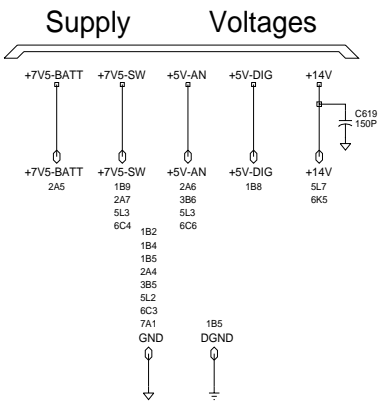 Supply Voltages
+7V5-BATT +7V5-SW +5V-AN +5V-DIG +14V
C619
150P
+7V5-BATT +7V5-SW +5V-AN +5V-DIG +14V
2A5 1B9 2A6 1B8 5L7
2A7 3B6 6K5
5L3 5L3
6C4 6C6
1B2
1B4
1B5
2A4
3B5
5L2
6C3
7A1 1B5
GND DGND